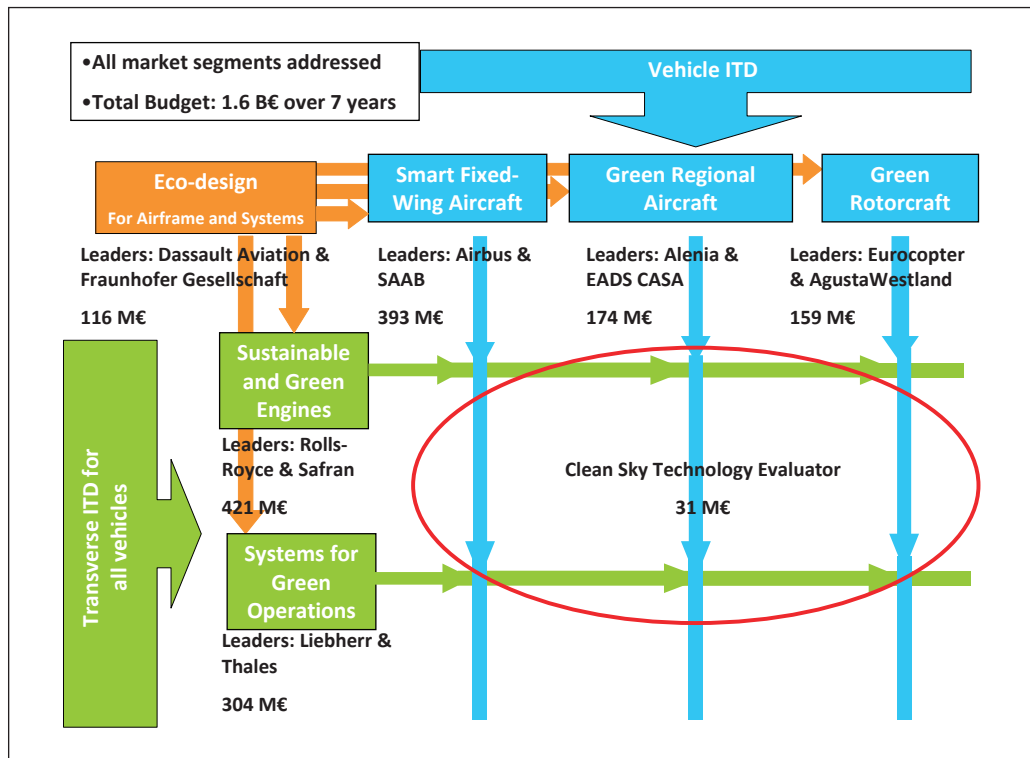 •All market segments addressed
•Total Budget: 1.6 B€ over 7 years
Vehicle ITD
Eco-design
For Airframe and Systems
Smart Fixed-
Wing Aircraft
Green Regional
Aircraft
Green
Rotorcraft
Leaders: Dassault Aviation &
Fraunhofer Gesellschaft
116 M€
Leaders: Airbus &
SAAB
393 M€
Leaders: Alenia &
EADS CASA
174 M€
Leaders: Eurocopter
& AgustaWestland
159 M€
Transverse ITD for
all vehicles
Sustainable
and Green
Engines
Leaders: Rolls-
Royce & Safran
421 M€
Clean Sky Technology Evaluator
31 M€
Systems for
Green
Operations
Leaders: Liebherr &
Thales
304 M€